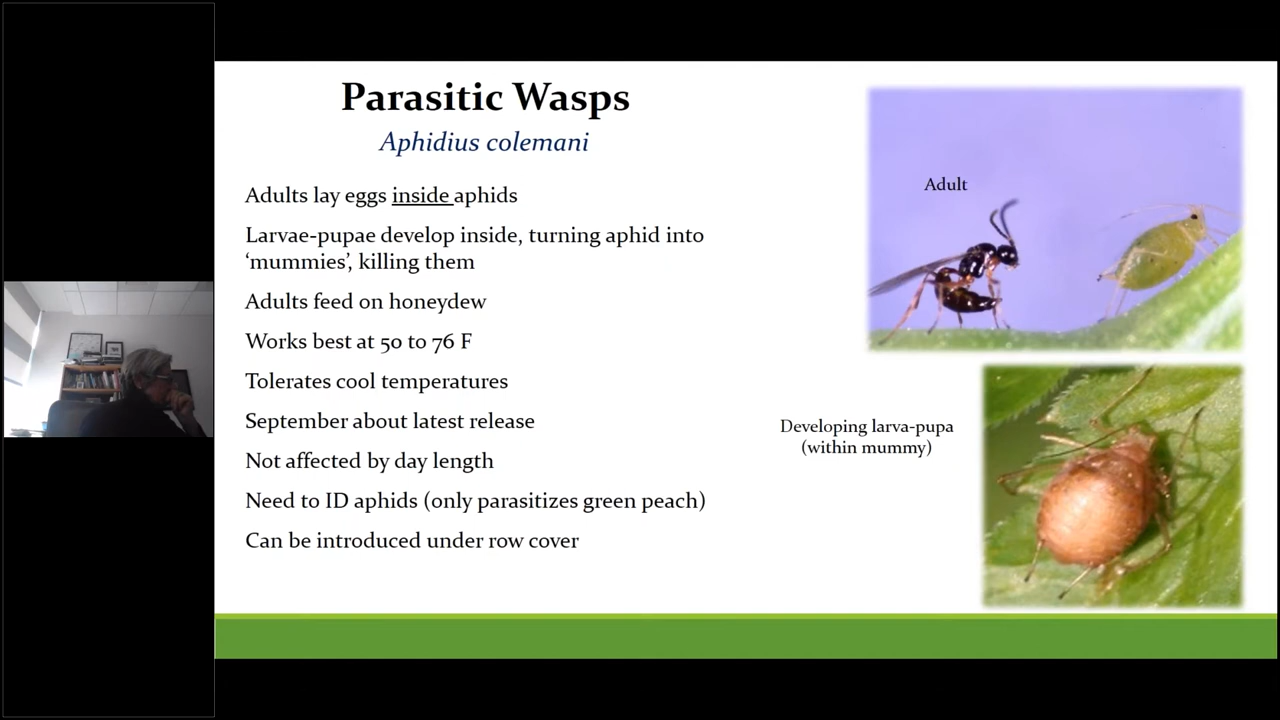 Parasitic Wasps
Aphidius colemani
Adults lay eggs inside aphids
Larvae-pupae develop inside, turning aphid into
‘mummies’, killing them
Adults feed on honeydew
Works best at 50 to 76 F
Tolerates cool temperatures
September about latest release
Not affected by day length
Need to ID aphids (only parasitizes green peach)
Can be introduced under row cover
Adult
Developing larva-pupa
(within mummy)